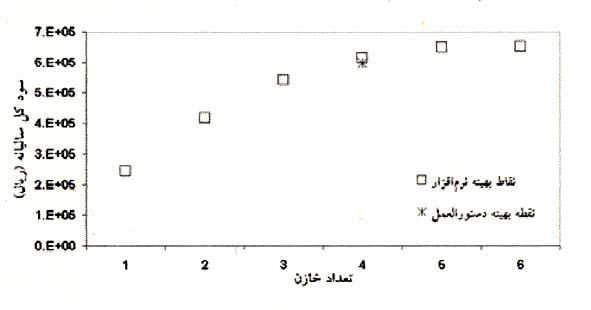 7.E+05
6.E+05
5.E+05
4.E+05
3.E+05
2.E+05
1.E+05
0.E+00
سود کل سالیانه (ریال)
نقاط بهینه نرم‌افزار
نقطه بهینه دستورالعمل
1 2 3 4 5 6
تعداد خازن